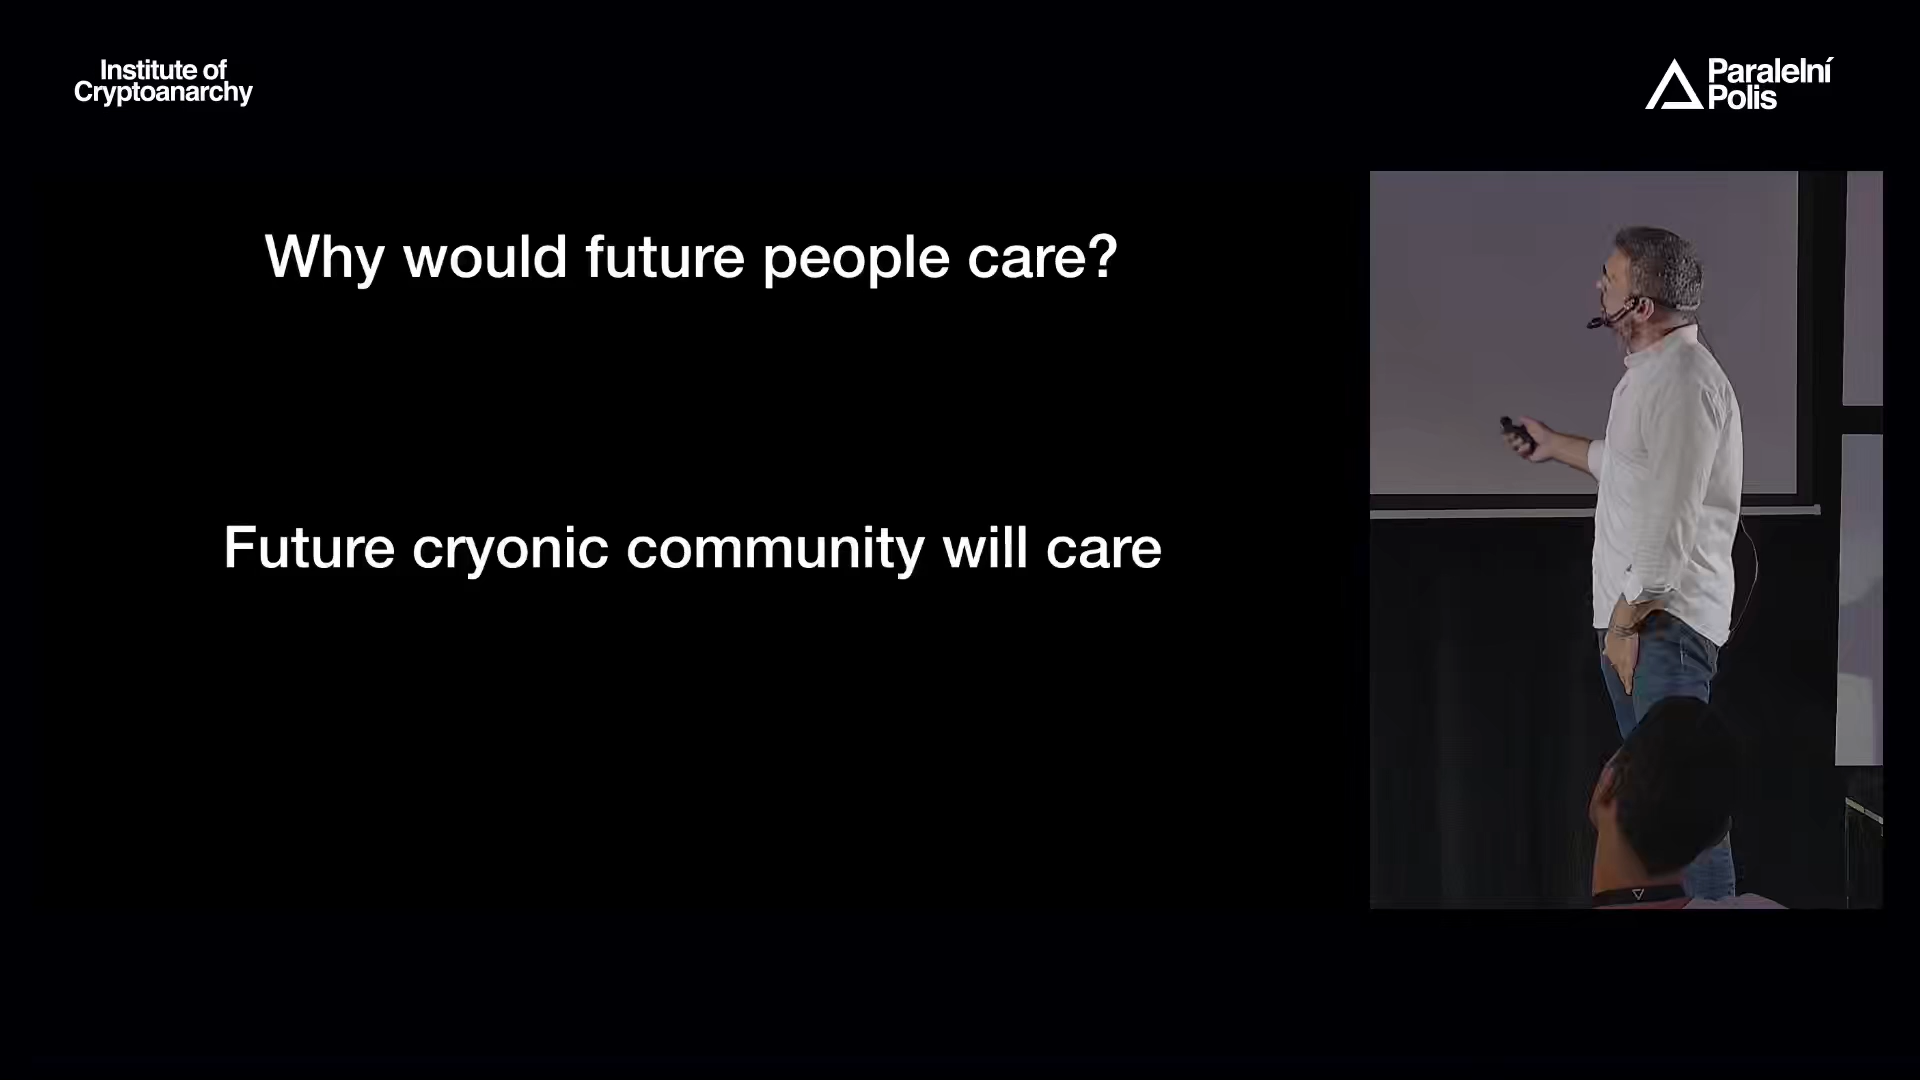 Institute of
Cryptoanarchy
Paralelní
Polis
Why would future people care?
Future cryonic community will care